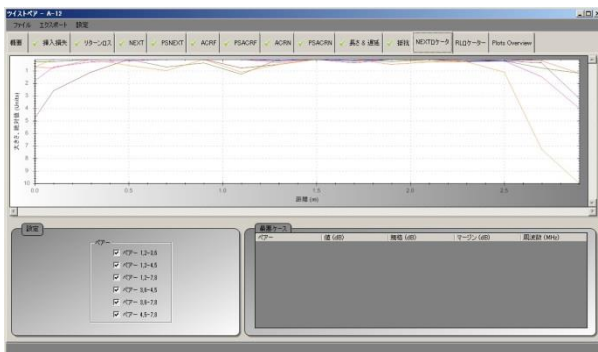 ツイストペア - A-12
ファイル エクスポート 設定
概要 挿入損失 リターンロス NEXT PSNEXT ACRF PSACRF ACRN PSACRN 長さ & 遅延 抵抗 NEXTロケータ RLロケーター Plots Overview
大きさ, 絶対値 (Units)
1
2
3
4
5
6
7
8
9
10
0.0 0.5 1.0 1.5 2.0 2.5
距離 (m)
設定
ペアー
ペアー 1,2-3,6
ペアー 1,2-4,5
ペアー 1,2-7,8
ペアー 3,6-4,5
ペアー 3,6-7,8
ペアー 4,5-7,8
最悪ケース
ペアー 値 (dB) 規格 (dB) マージン (dB) 周波数 (MHz)